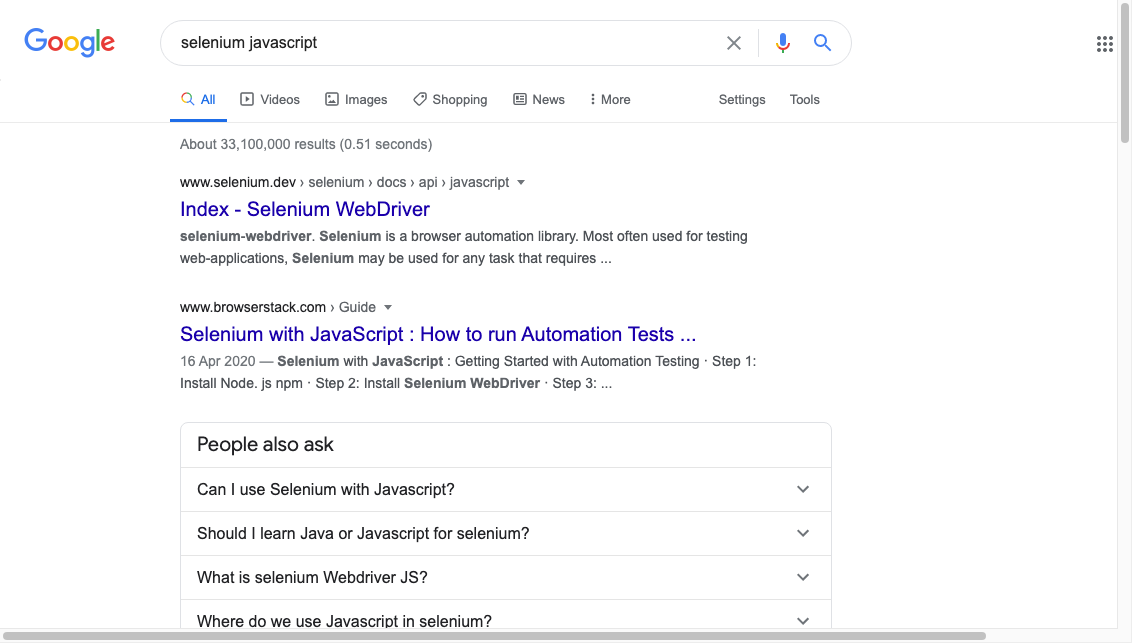 Google
selenium javascript
All Videos Images Shopping News More Settings Tools
About 33,100,000 results (0.51 seconds)
www.selenium.dev › selenium › docs › api › javascript
Index - Selenium WebDriver
selenium-webdriver. Selenium is a browser automation library. Most often used for testing
web-applications, Selenium may be used for any task that requires ...
www.browserstack.com › Guide
Selenium with JavaScript : How to run Automation Tests ...
16 Apr 2020 — Selenium with JavaScript : Getting Started with Automation Testing · Step 1:
Install Node. js npm · Step 2: Install Selenium WebDriver · Step 3: ...
People also ask
Can I use Selenium with Javascript?
Should I learn Java or Javascript for selenium?
What is selenium Webdriver JS?
Where do we use Javascript in selenium?